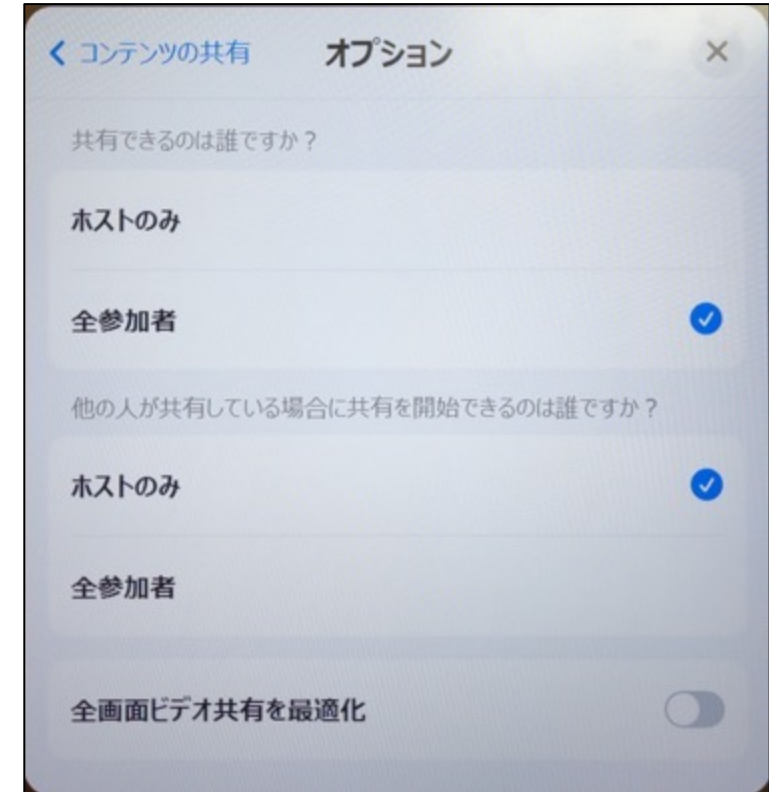 コンテンツの共有 オプション
共有できるのは誰ですか？
ホストのみ
全参加者
他の人が共有している場合に共有を開始できるのは誰ですか？
ホストのみ
全参加者
全画面ビデオ共有を最適化